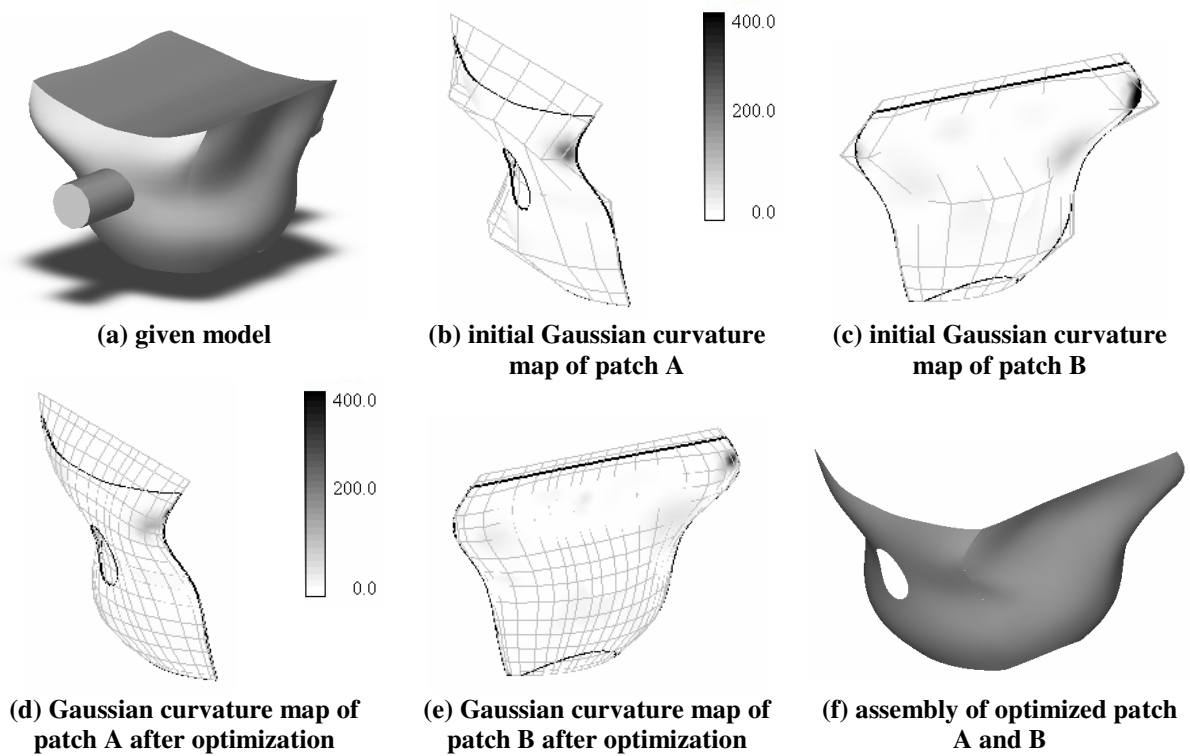 400.0
200.0
0.0
(a) given model
(b) initial Gaussian curvature
map of patch A
(c) initial Gaussian curvature
map of patch B
400.0
200.0
0.0
(d) Gaussian curvature map of
patch A after optimization
(e) Gaussian curvature map of
patch B after optimization
(f) assembly of optimized patch
A and B